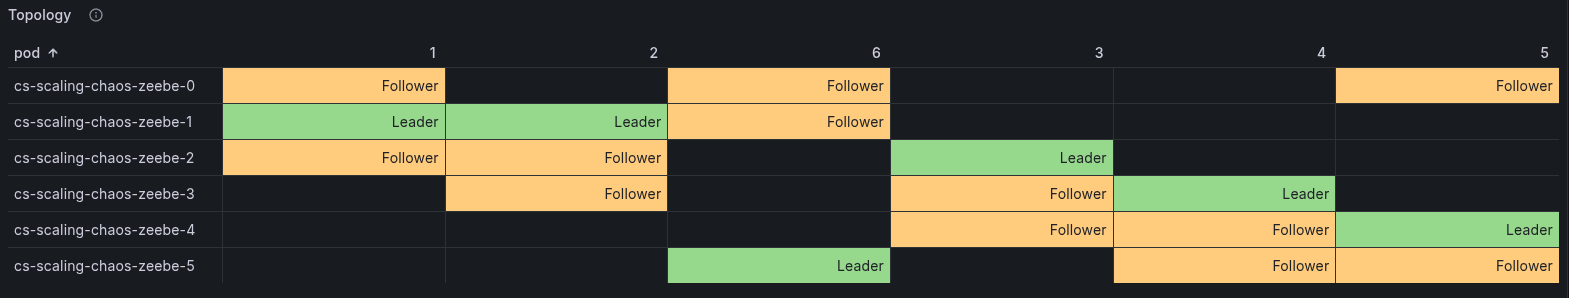 Topology
pod 1 2 6 3 4 5
cs-scaling-chaos-zeebe-0 Follower Follower Follower
cs-scaling-chaos-zeebe-1 Leader Leader Follower
cs-scaling-chaos-zeebe-2 Follower Follower Leader
cs-scaling-chaos-zeebe-3 Follower Follower Leader
cs-scaling-chaos-zeebe-4 Follower Follower Leader
cs-scaling-chaos-zeebe-5 Leader Follower Follower